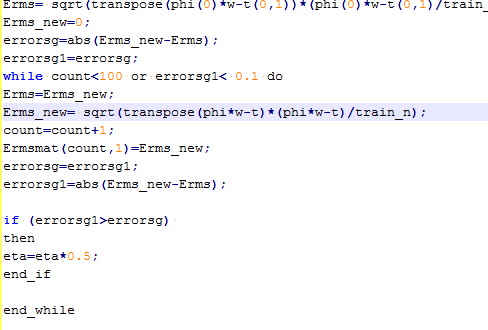 Erms= sqrt(transpose(phi(0)*w-t(0,1))*(phi(0)*w-t(0,1)/train_
Erms_new=0;
errorsg=abs(Erms_new-Erms);
errorsg1=errorsg;
while count<100 or errorsg1< 0.1 do
Erms=Erms_new;
Erms_new= sqrt(transpose(phi*w-t)*(phi*w-t)/train_n);
count=count+1;
Ermsmat(count,1)=Erms_new;
errorsg=errorsg1;
errorsg1=abs(Erms_new-Erms);
if (errorsg1>errorsg)
then
eta=eta*0.5;
end_if
end_while